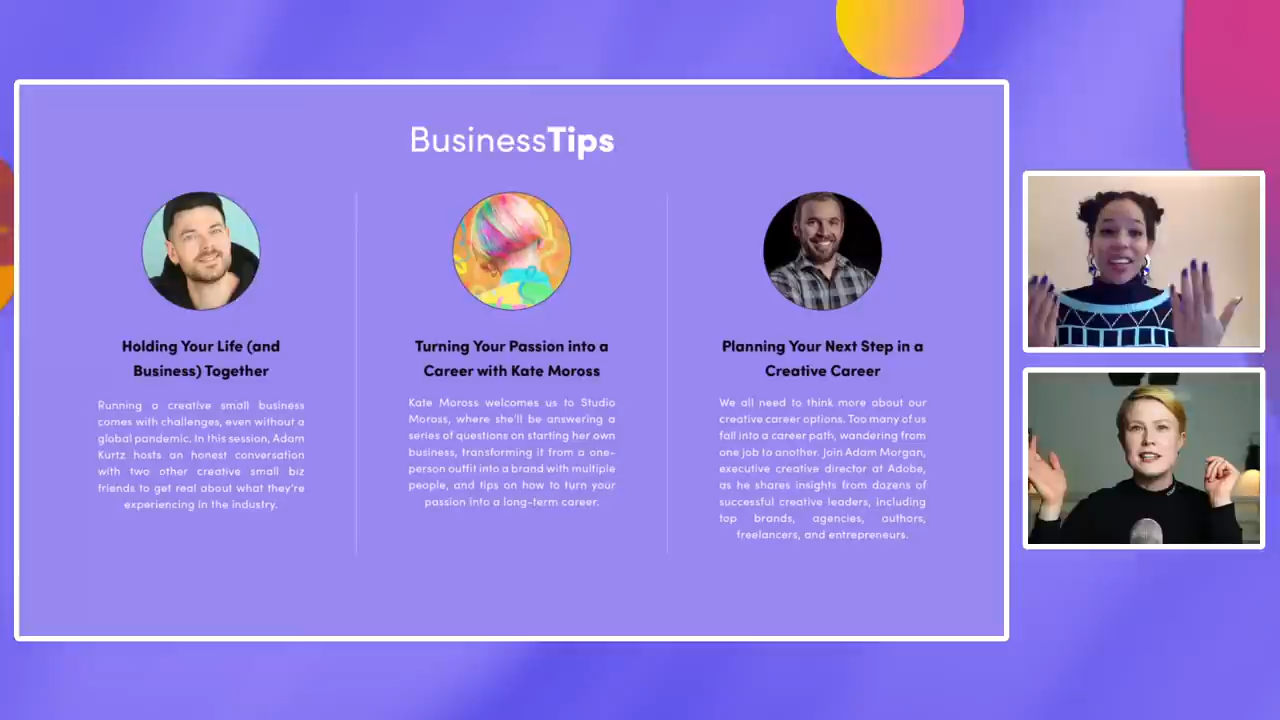 BusinessTips
Holding Your Life (and
Business) Together
Running a creative small business
comes with challenges, even without a
global pandemic. In this session, Adam
Kurtz hosts an honest conversation
with two other creative small biz
friends to get real about what they're
experiencing in the industry.
Turning Your Passion into a
Career with Kate Moross
Kate Moross welcomes us to Studio
Moross, where she'll be answering a
series of questions on starting her own
business, transforming it from a one-
person outfit into a brand with multiple
people, and tips on how to turn your
passion into a long-term career.
Planning Your Next Step in a
Creative Career
We all need to think more about our
creative career options. Too many of us
fall into a career path, wandering from
one job to another. Join Adam Morgan,
executive creative director at Adobe,
as he shares insights from dozens of
successful creative leaders, including
top brands, agencies, authors,
freelancers, and entrepreneurs.